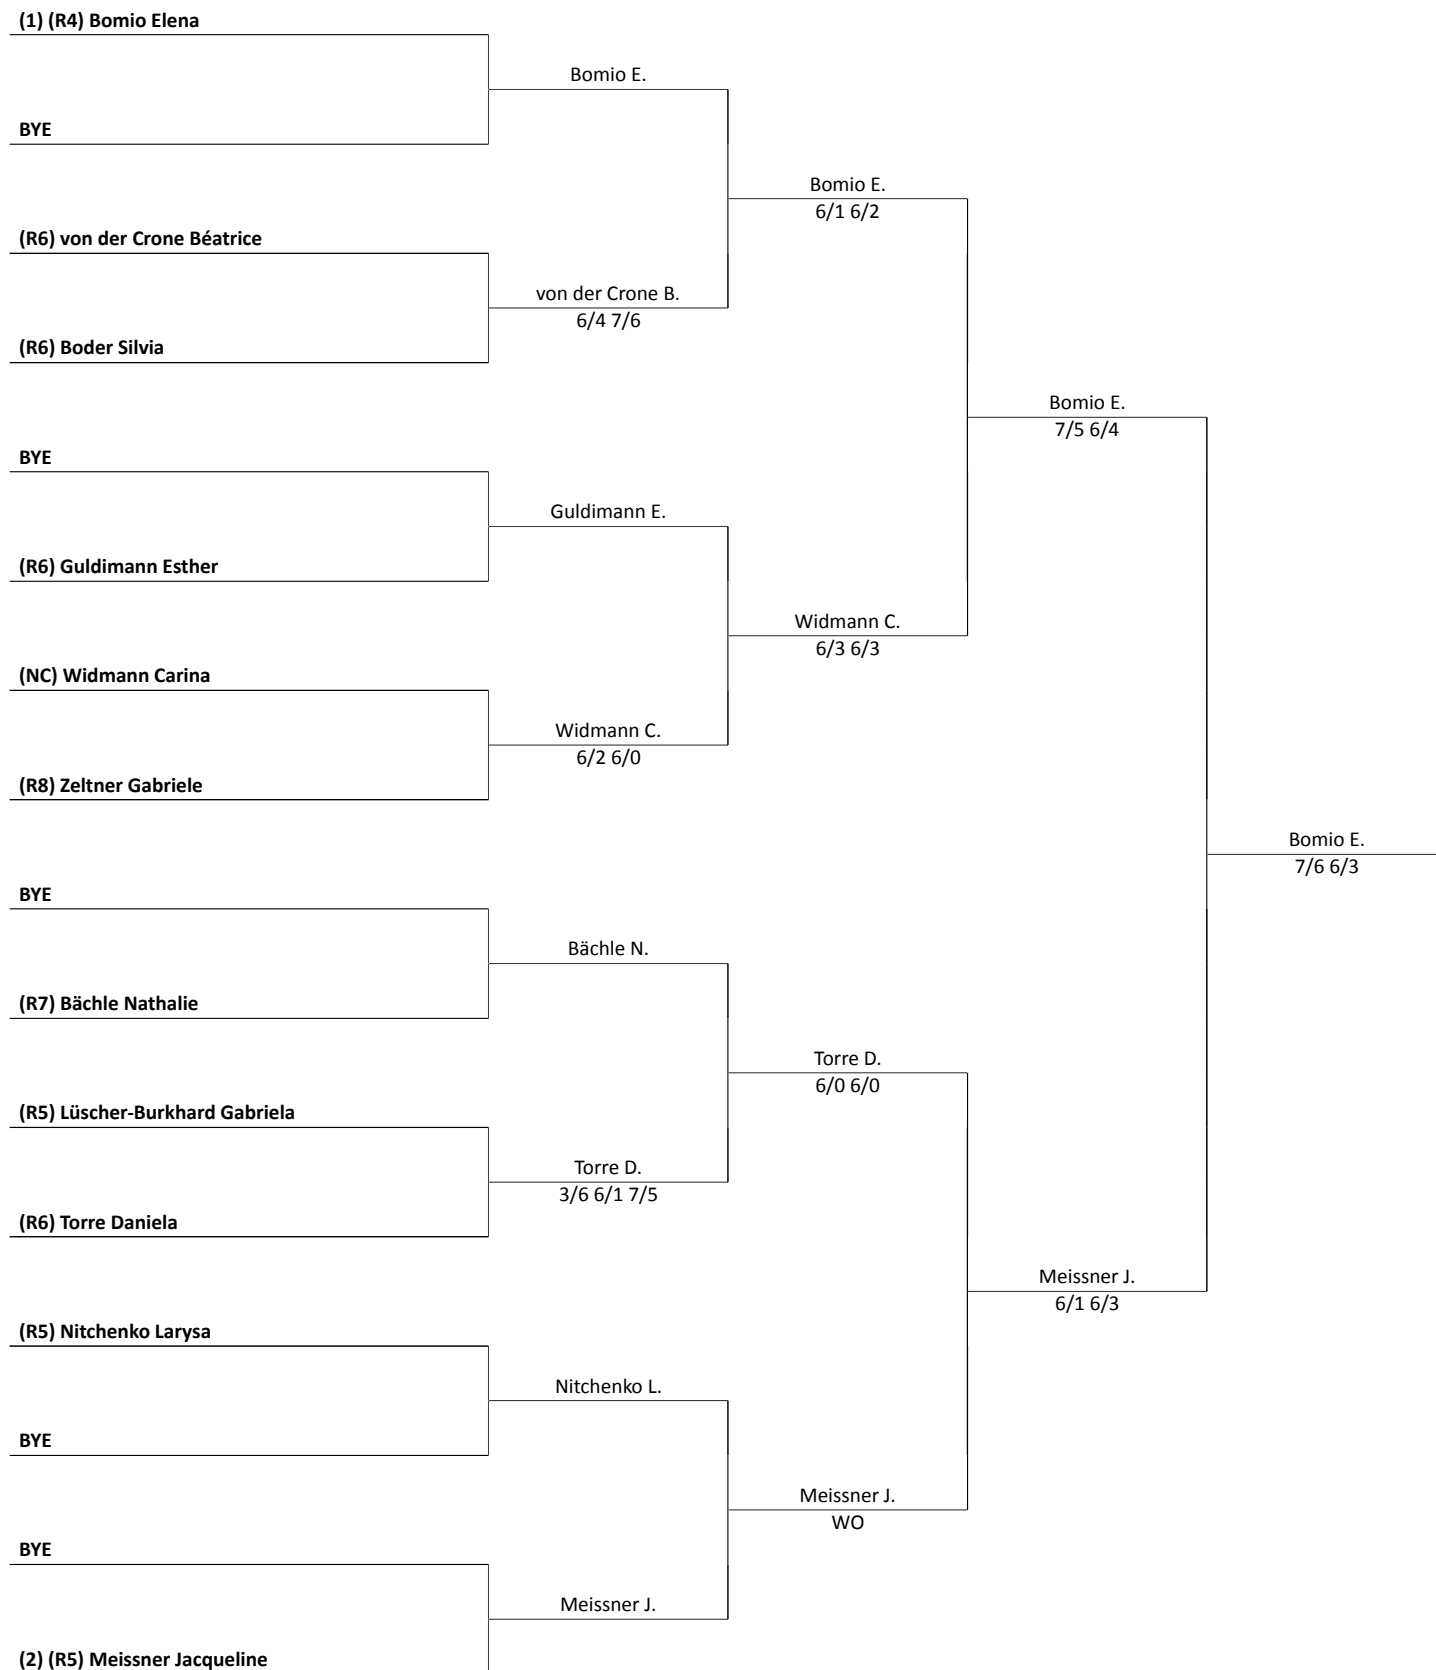 (1) (R4) Bomio Elena
Bomio E.
BYE
Bomio E.
6/1 6/2
(R6) von der Crone Béatrice
von der Crone B.
6/4 7/6
(R6) Boder Silvia
Bomio E.
7/5 6/4
BYE
Guldimann E.
(R6) Guldimann Esther
Widmann C.
6/3 6/3
(NC) Widmann Carina
Widmann C.
6/2 6/0
(R8) Zeltner Gabriele
Bomio E.
7/6 6/3
BYE
Bächle N.
(R7) Bächle Nathalie
Torre D.
6/0 6/0
(R5) Lüscher-Burkhard Gabriela
Torre D.
3/6 6/1 7/5
(R6) Torre Daniela
Meissner J.
6/1 6/3
(R5) Nitchenko Larysa
Nitchenko L.
BYE
Meissner J.
WO
BYE
Meissner J.
(2) (R5) Meissner Jacqueline